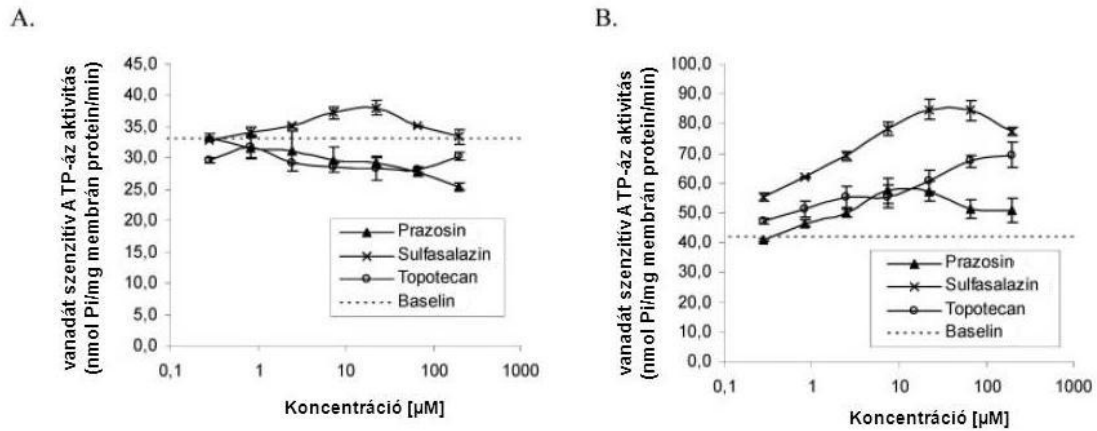 A.
vanadát szenzitív ATP-áz aktivitás
(nmol Pi/mg membrán protein/min)
45,0
40,0
35,0
30,0
25,0
20,0
15,0
10,0
5,0
0,0
Prazosin
Sulfasalazin
Topotecan
Baselin
0,1
1
10
100
1000
Koncentráció [µM]
B.
vanadát szenzitív ATP-áz aktivitás
(nmol Pi/mg membrán protein/min)
100,0
90,0
80,0
70,0
60,0
50,0
40,0
30,0
20,0
10,0
0,0
Prazosin
Sulfasalazin
Topotecan
Baselin
0,1
1
10
100
1000
Koncentráció [µM]